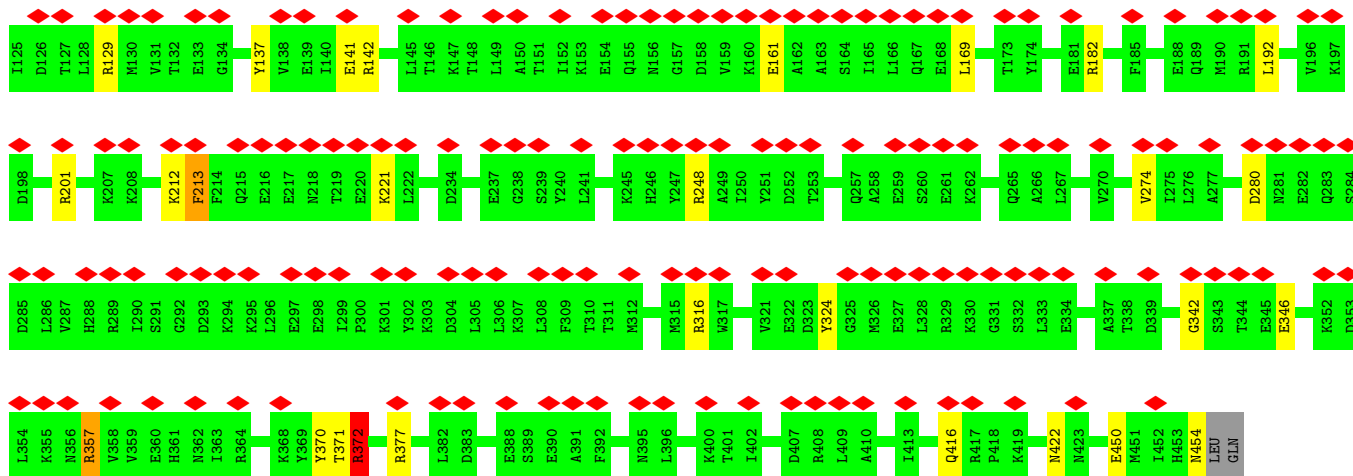 I125 D126 T127 L128 R129 M130 V131 T132 E133 G134 Y137 V138 E139 I140 E141 R142 L145 T146 K147 T148 L149 A150 T151 I152 K153 E154 Q155 N156 G157 D158 V159 K160 E161 A162 A163 S164 I165 L166 Q167 E168 L169 T173 Y174 E181 R182 F185 E188 Q189 M190 R191 L192 V196 K197
D198 R201 K207 K208 K212 F213 F214 Q215 E216 E217 N218 T219 E220 K221 L222 D234 E237 G238 S239 Y240 L241 K245 H246 Y247 R248 A249 I250 Y251 D252 T253 Q257 A258 E259 S260 E261 K262 Q265 A266 L267 V270 V274 I275 L276 A277 D280 N281 E282 Q283 S284
D285 L286 V287 H288 R289 I290 S291 G292 D293 K294 K295 L296 E297 E298 I299 P300 K301 Y302 K303 D304 L305 L306 K307 L308 F309 T310 T311 M312 M315 R316 W317 V321 E322 D323 Y324 G325 M326 E327 L328 R329 K330 G331 S332 L333 E334 A337 T338 D339 G342 S343 T344 E345 E346 K352 D353
L354 K355 N356 R357 V358 V359 E360 H361 N362 I363 R364 K368 Y369 Y370 T371 R372 R377 L382 D383 E388 S389 E390 A391 F392 N395 L396 K400 T401 I402 D407 R408 L409 A410 I413 Q416 R417 P418 K419 N422 N423 E450 M451 I452 H453 N454 LEU GLN